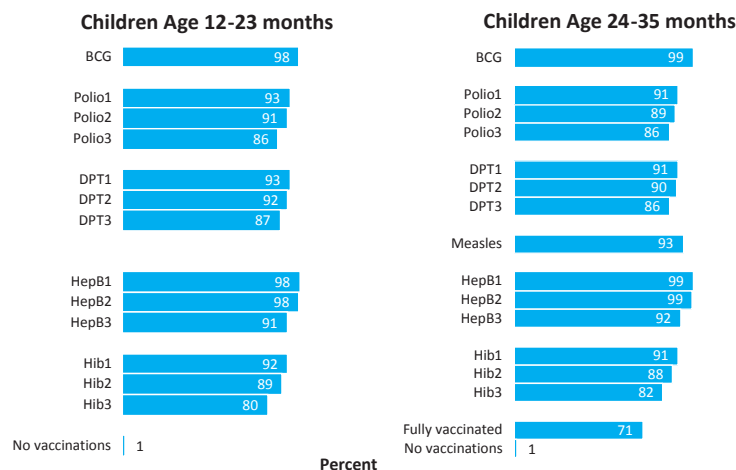 Children Age 12-23 months
BCG 98
Polio1 93
Polio2 91
Polio3 86
DPT1 93
DPT2 92
DPT3 87
HepB1 98
HepB2 98
HepB3 91
Hib1 92
Hib2 89
Hib3 80
No vaccinations 1
Children Age 24-35 months
BCG 99
Polio1 91
Polio2 89
Polio3 86
DPT1 91
DPT2 90
DPT3 86
Measles 93
HepB1 99
HepB2 99
HepB3 92
Hib1 91
Hib2 88
Hib3 82
Fully vaccinated 71
No vaccinations 1
Percent